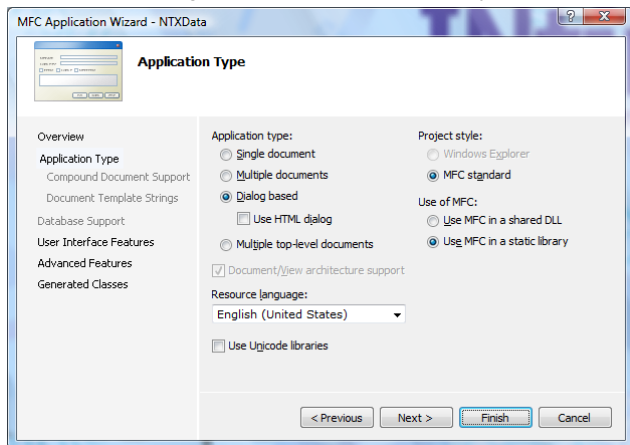 MFC Application Wizard - NTXData
Application Type
Overview
Application Type
Compound Document Support
Document Template Strings
Database Support
User Interface Features
Advanced Features
Generated Classes
Application type:
Single document
Multiple documents
Dialog based
Use HTML dialog
Multiple top-level documents
Document/View architecture support
Resource language:
English (United States)
Use Unicode libraries
Project style:
Windows Explorer
MFC standard
Use of MFC:
Use MFC in a shared DLL
Use MFC in a static library
< Previous
Next >
Finish
Cancel